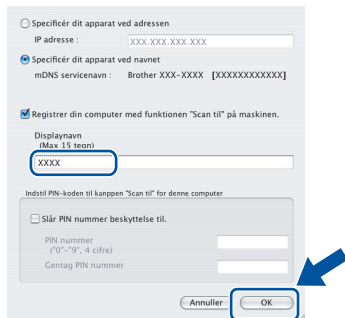 Specificér dit apparat ved adressen
IP adresse : XXX.XXX.XXX.XXX
Specificér dit apparat ved navnet
mDNS servicenavn : Brother XXX-XXXX [XXXXXXXXXXXX]
Registrer din computer med funktionen "Scan til" på maskinen.
Displaynavn
(Max 15 tegn)
XXXX
Indstil PIN-koden til kanppen "Scan til" for denne computer
Slår PIN nummer beskyttelse til.
PIN nummer
("0"-"9", 4 cifre)
Gentag PIN nummer
Annuller OK